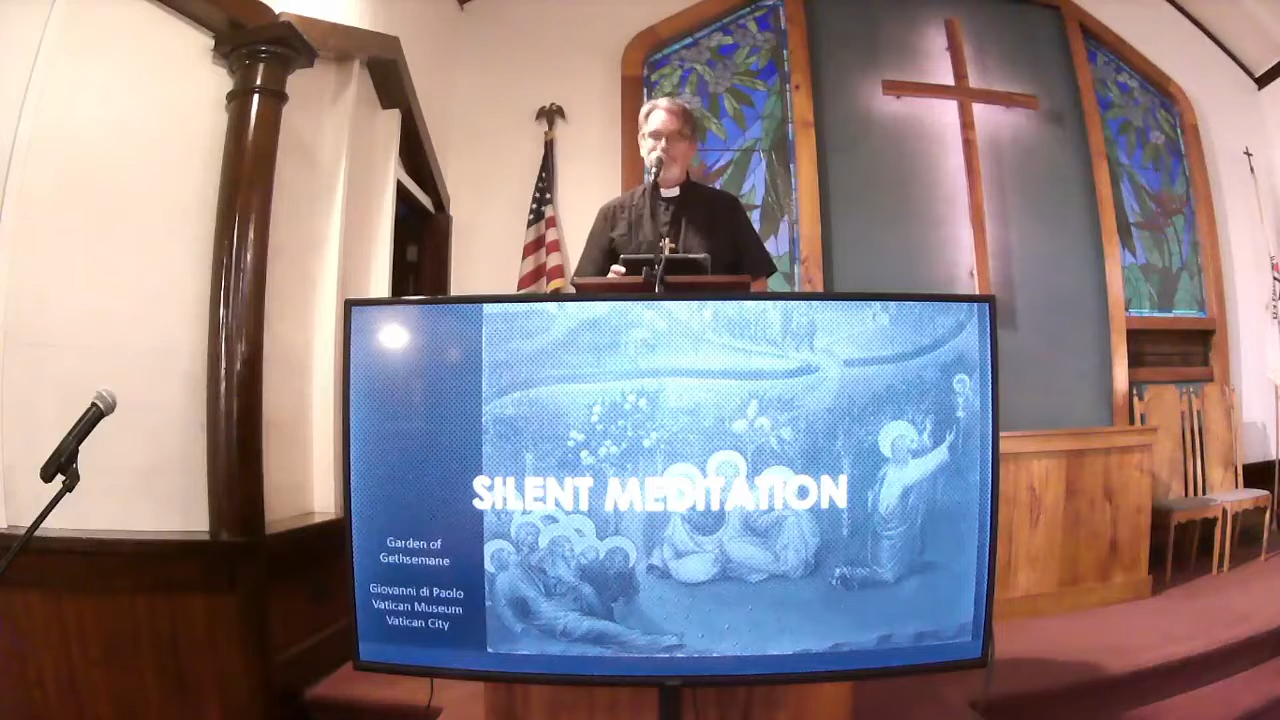 SILENT MEDITATION
Garden of
Gethsemane
Giovanni di Paolo
Vatican Museum
Vatican City